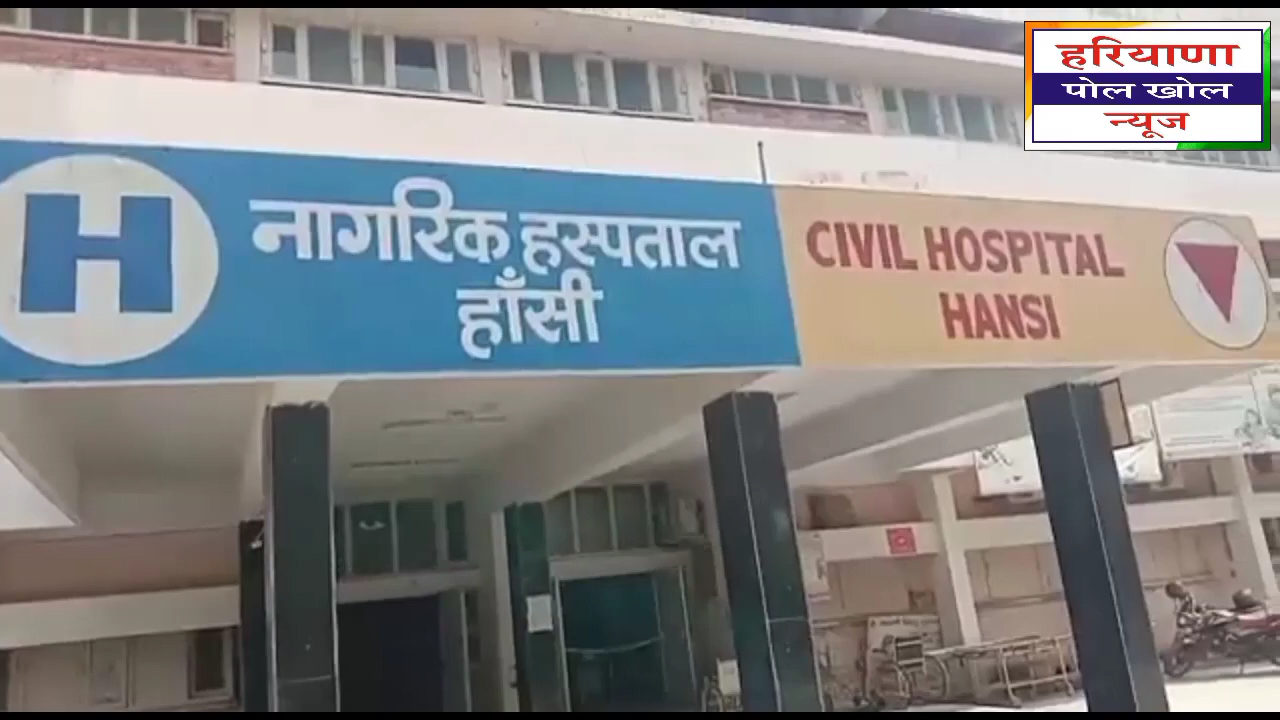 हरियाणा
पोल खोल
न्यूज
H
नागरिक हस्पताल
हाँसी
CIVIL HOSPITAL
HANSI